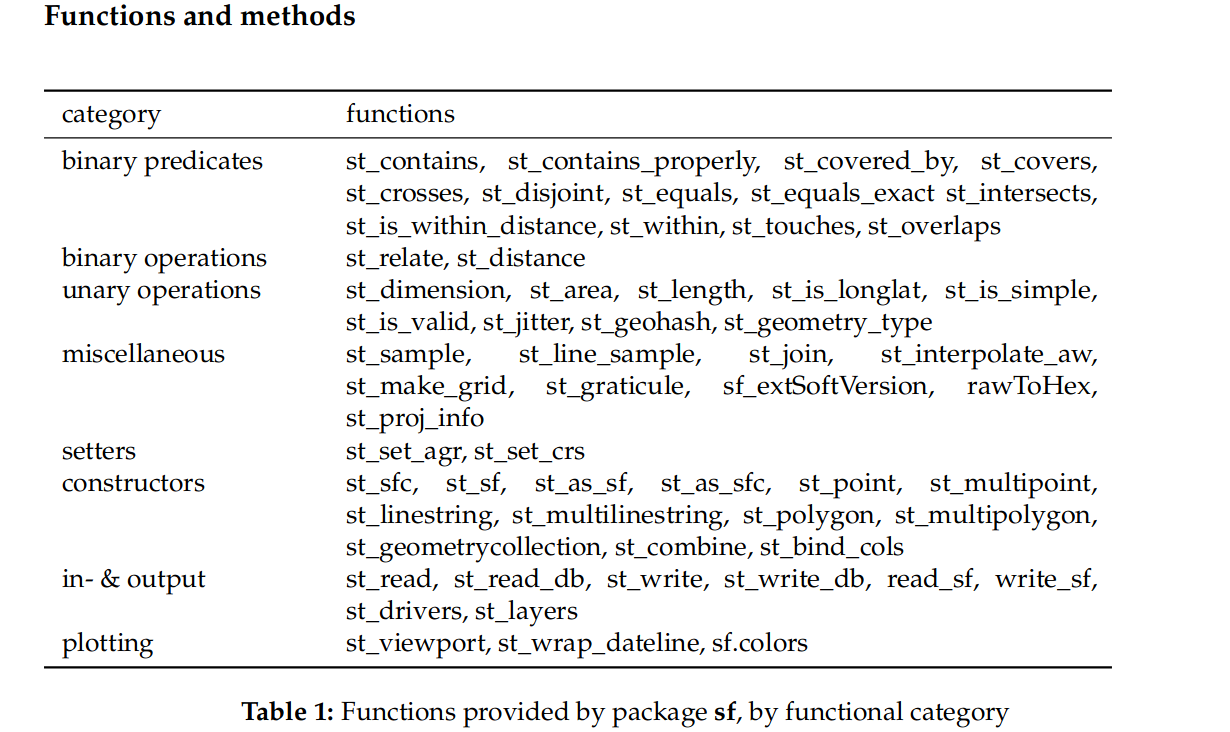 Functions and methods
category functions
binary predicates st_contains, st_contains_properly, st_covered_by, st_covers,
st_crosses, st_disjoint, st_equals, st_equals_exact st_intersects,
st_is_within_distance, st_within, st_touches, st_overlaps
binary operations st_relate, st_distance
unary operations st_dimension, st_area, st_length, st_is_longlat, st_is_simple,
st_is_valid, st_jitter, st_geohash, st_geometry_type
miscellaneous st_sample, st_line_sample, st_join, st_interpolate_aw,
st_make_grid, st_graticule, sf_extSoftVersion, rawToHex,
st_proj_info
setters st_set_agr, st_set_crs
constructors st_sfc, st_sf, st_as_sf, st_as_sfc, st_point, st_multipoint,
st_linestring, st_multilinestring, st_polygon, st_multipolygon,
st_geometrycollection, st_combine, st_bind_cols
in- & output st_read, st_read_db, st_write, st_write_db, read_sf, write_sf,
st_drivers, st_layers
plotting st_viewport, st_wrap_dateline, sf.colors
Table 1: Functions provided by package sf, by functional category